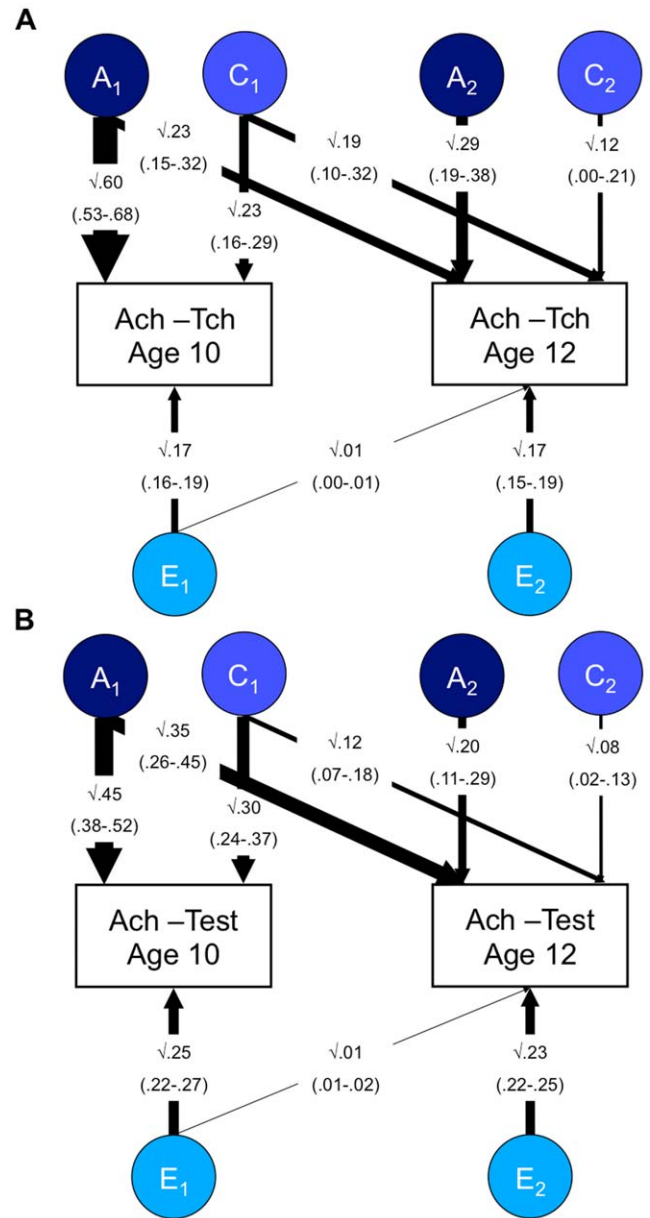 A
A1 C1 A2 C2
√.23
(.15-.32)
√.19
(.10-.32)
√.29
(.19-.38)
√.12
(.00-.21)
√.60
(.53-.68)
√.23
(.16-.29)
Ach –Tch
Age 10
Ach –Tch
Age 12
√.17
(.16-.19)
√.01
(.00-.01)
√.17
(.15-.19)
E1 E2
B
A1 C1 A2 C2
√.35
(.26-.45)
√.12
(.07-.18)
√.20
(.11-.29)
√.08
(.02-.13)
√.45
(.38-.52)
√.30
(.24-.37)
Ach –Test
Age 10
Ach –Test
Age 12
√.25
(.22-.27)
√.01
(.01-.02)
√.23
(.22-.25)
E1 E2